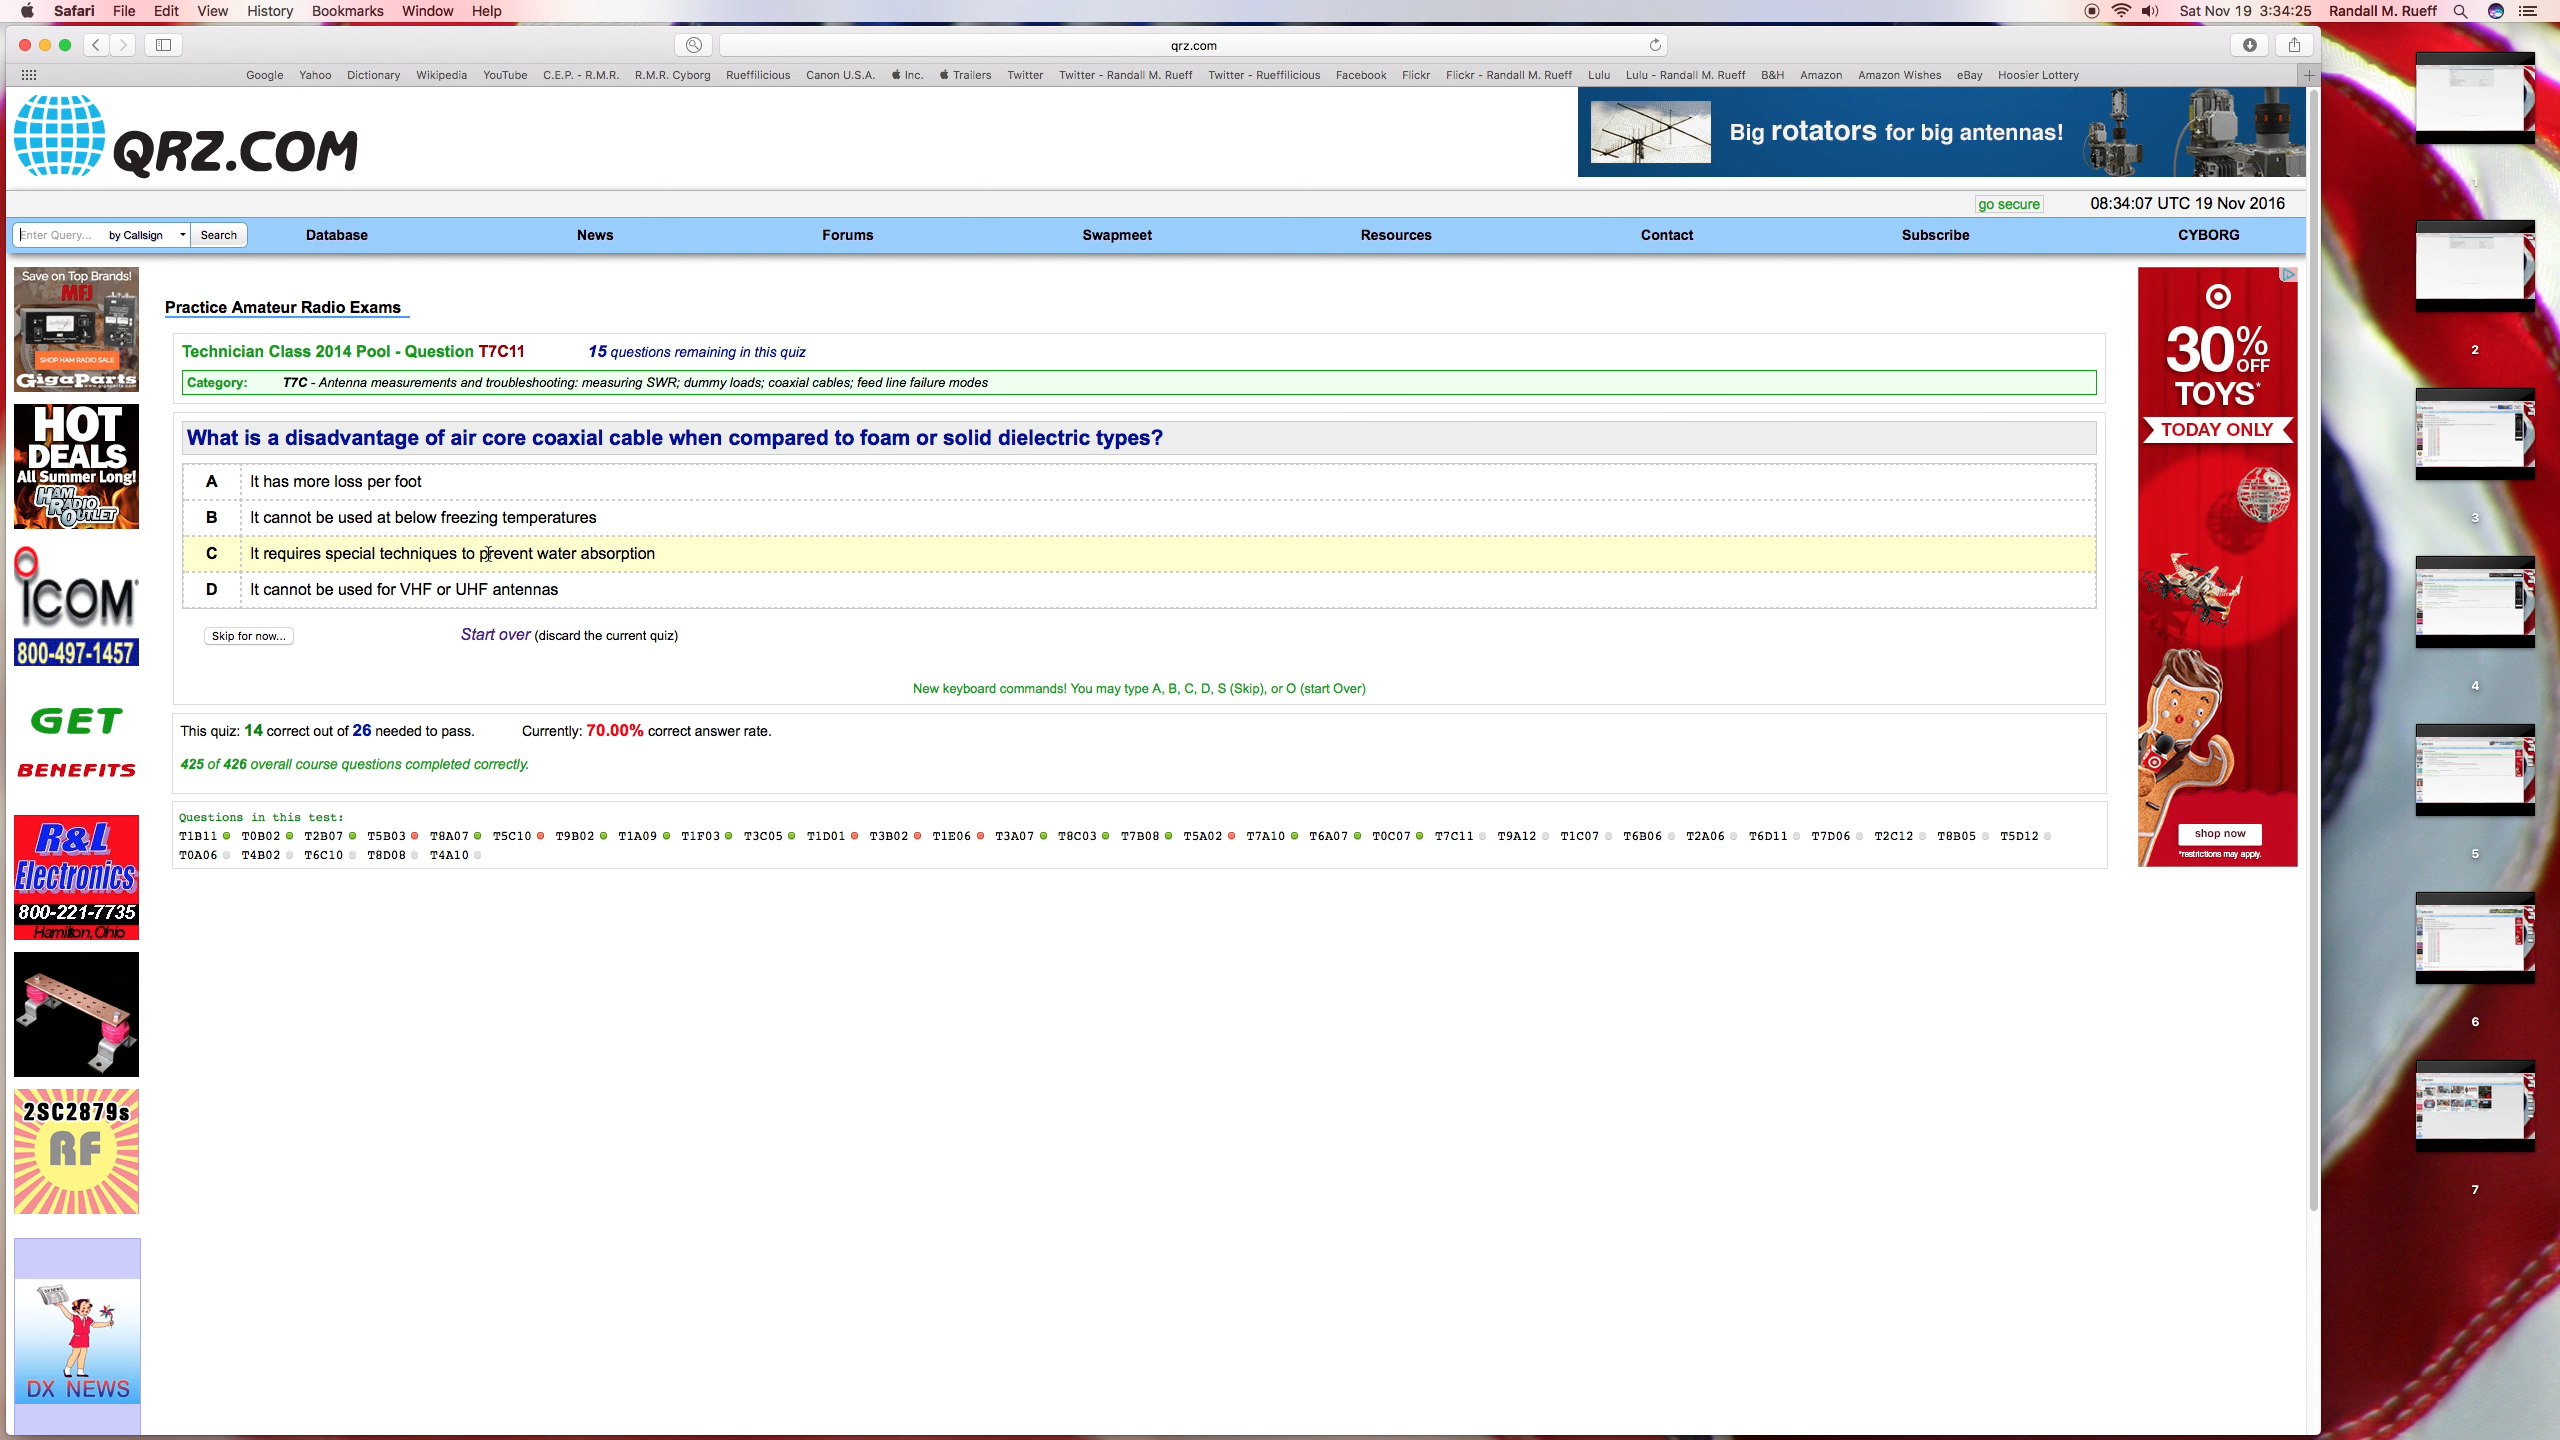 Safari File Edit View History Bookmarks Window Help
Sat Nov 19 3:34:25 Randall M. Rueff
qrz.com
Google Yahoo Dictionary Wikipedia YouTube C.E.P. - R.M.R. R.M.R. Cyborg Rueffilicious Canon U.S.A. Inc. Trailers Twitter Twitter - Randall M. Rueff Twitter - Rueffilicious Facebook Flickr Flickr - Randall M. Rueff Lulu Lulu - Randall M. Rueff B&H Amazon Amazon Wishes eBay Hoosier Lottery
QRZ.COM
Big rotators for big antennas!
go secure 08:34:07 UTC 19 Nov 2016
Enter Query... by Callsign Search Database News Forums Swapmeet Resources Contact Subscribe CYBORG
Save on Top Brands!
MFJ
SHOP HAM RADIO SALE
GigaParts
HOT
DEALS
All Summer Long!
HAM
RADIO
OUTLET
ICOM
800-497-1457
GET
BENEFITS
R&L
Electronics
800-221-7735
Hamilton, Ohio
2SC2879s
RF
DX NEWS
Practice Amateur Radio Exams
Technician Class 2014 Pool - Question T7C11 15 questions remaining in this quiz
Category: T7C - Antenna measurements and troubleshooting: measuring SWR; dummy loads; coaxial cables; feed line failure modes
What is a disadvantage of air core coaxial cable when compared to foam or solid dielectric types?
A It has more loss per foot
B It cannot be used at below freezing temperatures
C It requires special techniques to prevent water absorption
D It cannot be used for VHF or UHF antennas
Skip for now... Start over (discard the current quiz)
New keyboard commands! You may type A, B, C, D, S (Skip), or O (start Over)
This quiz: 14 correct out of 26 needed to pass. Currently: 70.00% correct answer rate.
425 of 426 overall course questions completed correctly.
Questions in this test:
T1B11 T0B02 T2B07 T5B03 T8A07 T5C10 T9B02 T1A09 T1F03 T3C05 T1D01 T3B02 T1E06 T3A07 T8C03 T7B08 T5A02 T7A10 T6A07 T0C07 T7C11 T9A12 T1C07 T6B06 T2A06 T6D11 T7D06 T2C12 T8B05 T5D12
T0A06 T4B02 T6C10 T8D08 T4A10
30% OFF
TOYS*
TODAY ONLY
shop now
*restrictions may apply.
1
2
3
4
5
6
7